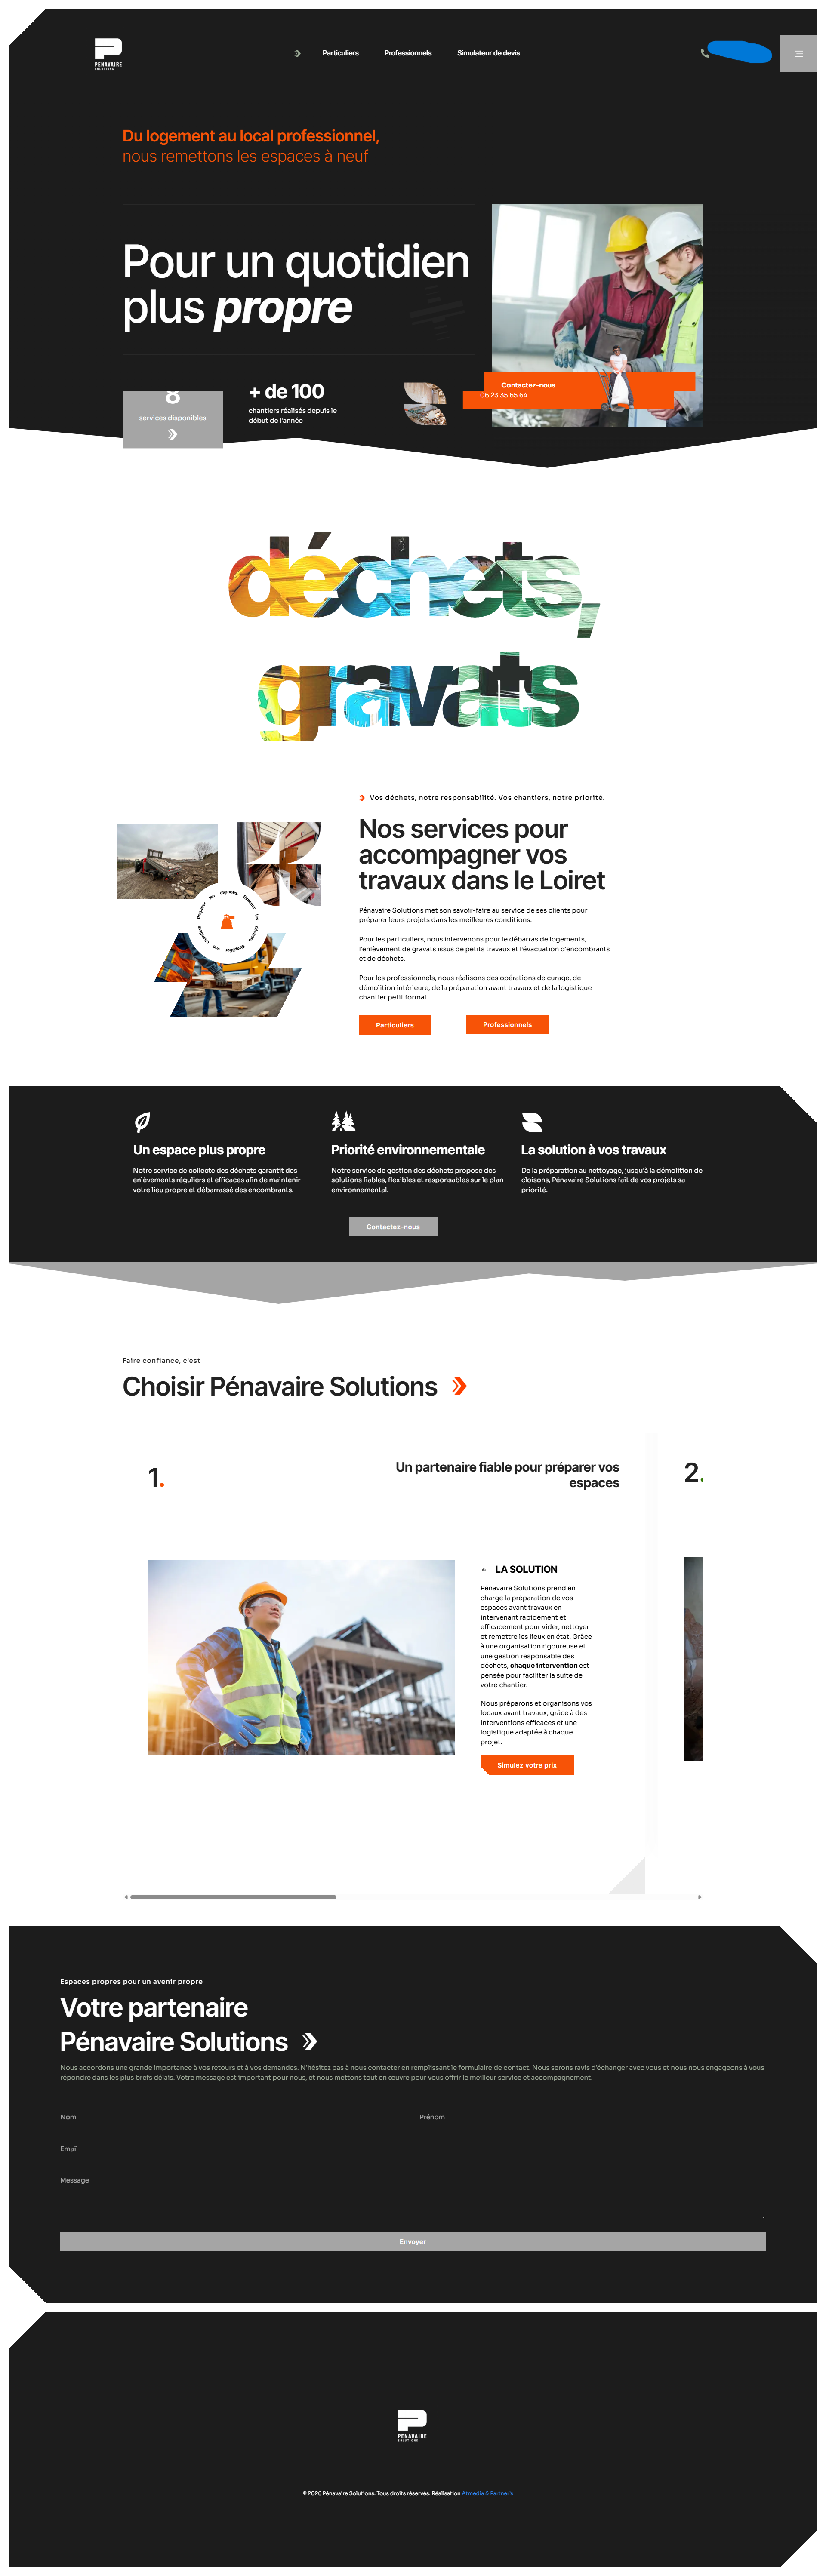 PENAVAIRE
SOLUTIONS
Particuliers
Professionnels
Simulateur de devis
Du logement au local professionnel,
nous remettons les espaces à neuf
Pour un quotidien
plus propre
8
services disponibles
+ de 100
chantiers réalisés depuis le
début de l'année
Contactez-nous
06 23 35 65 64
déchets,
gravats
Vos déchets, notre responsabilité. Vos chantiers, notre priorité.
Nos services pour
accompagner vos
travaux dans le Loiret
Préparer les espaces. Évacuer les déchets. Simplifier vos chantiers.
Pénavaire Solutions met son savoir-faire au service de ses clients pour
préparer leurs projets dans les meilleures conditions.
Pour les particuliers, nous intervenons pour le débarras de logements,
l'enlèvement de gravats issus de petits travaux et l'évacuation d'encombrants
et de déchets.
Pour les professionnels, nous réalisons des opérations de curage, de
démolition intérieure, de la préparation avant travaux et de la logistique
chantier petit format.
Particuliers
Professionnels
Un espace plus propre
Notre service de collecte des déchets garantit des
enlèvements réguliers et efficaces afin de maintenir
votre lieu propre et débarrassé des encombrants.
Priorité environnementale
Notre service de gestion des déchets propose des
solutions fiables, flexibles et responsables sur le plan
environnemental.
La solution à vos travaux
De la préparation au nettoyage, jusqu'à la démolition de
cloisons, Pénavaire Solutions fait de vos projets sa
priorité.
Contactez-nous
Faire confiance, c'est
Choisir Pénavaire Solutions
1.
Un partenaire fiable pour préparer vos
espaces
2.
LA SOLUTION
Pénavaire Solutions prend en
charge la préparation de vos
espaces avant travaux en
intervenant rapidement et
efficacement pour vider, nettoyer
et remettre les lieux en état. Grâce
à une organisation rigoureuse et
une gestion responsable des
déchets, chaque intervention est
pensée pour faciliter la suite de
votre chantier.
Nous préparons et organisons vos
locaux avant travaux, grâce à des
interventions efficaces et une
logistique adaptée à chaque
projet.
Simulez votre prix
Espaces propres pour un avenir propre
Votre partenaire
Pénavaire Solutions
Nous accordons une grande importance à vos retours et à vos demandes. N'hésitez pas à nous contacter en remplissant le formulaire de contact. Nous serons ravis d'échanger avec vous et nous nous engageons à vous
répondre dans les plus brefs délais. Votre message est important pour nous, et nous mettons tout en œuvre pour vous offrir le meilleur service et accompagnement.
Nom
Prénom
Email
Message
Envoyer
PENAVAIRE
SOLUTIONS
© 2026 Pénavaire Solutions. Tous droits réservés. Réalisation Atmedia & Partner's